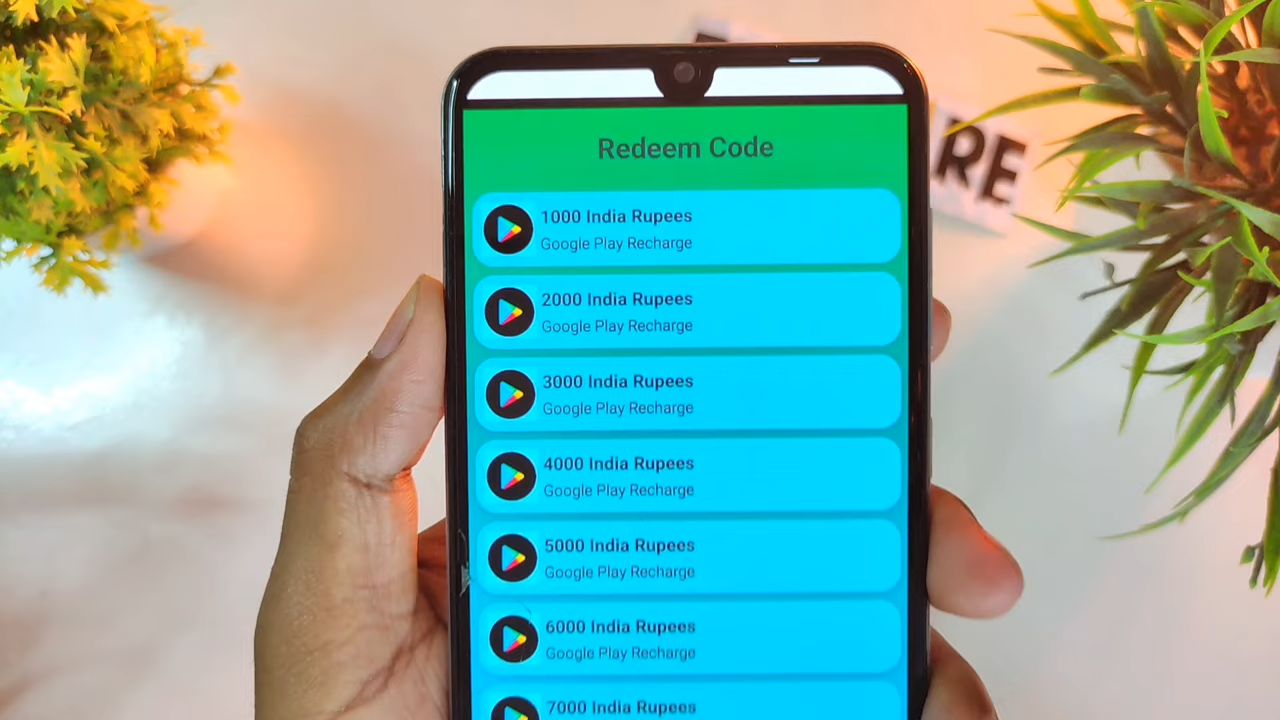 Redeem Code
1000 India Rupees
Google Play Recharge
2000 India Rupees
Google Play Recharge
3000 India Rupees
Google Play Recharge
4000 India Rupees
Google Play Recharge
5000 India Rupees
Google Play Recharge
6000 India Rupees
Google Play Recharge
7000 India Rupees
RE